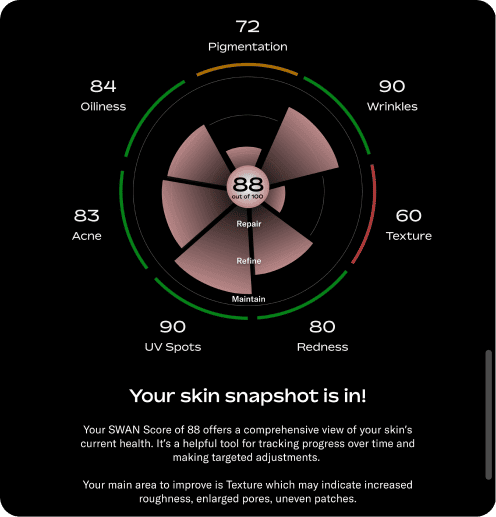 72
Pigmentation
84
Oiliness
90
Wrinkles
88
out of 100
83
Acne
60
Texture
Repair
Refine
Maintain
90
UV Spots
80
Redness
Your skin snapshot is in!
Your SWAN Score of 88 offers a comprehensive view of your skin's
current health. It's a helpful tool for tracking progress over time and
making targeted adjustments.
Your main area to improve is Texture which may indicate increased
roughness, enlarged pores, uneven patches.